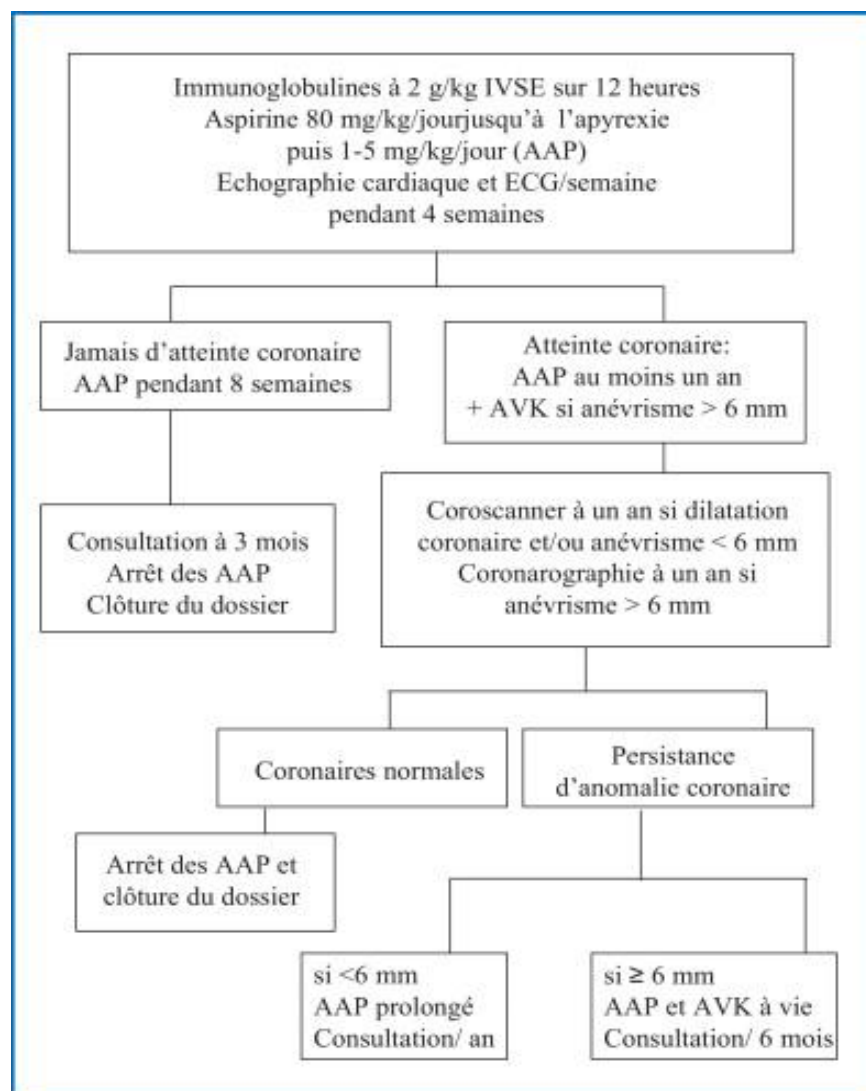 Immunoglobulines à 2 g/kg IVSE sur 12 heures
Aspirine 80 mg/kg/jourjusqu'à l'apyrexie
puis 1-5 mg/kg/jour (AAP)
Echographie cardiaque et ECG/semaine
pendant 4 semaines
Jamais d'atteinte coronaire
AAP pendant 8 semaines
Atteinte coronaire:
AAP au moins un an
+ AVK si anévrisme > 6 mm
Consultation à 3 mois
Arrêt des AAP
Clôture du dossier
Coroscanner à un an si dilatation
coronaire et/ou anévrisme < 6 mm
Coronarographie à un an si
anévrisme > 6 mm
Coronaires normales
Persistance
d'anomalie coronaire
Arrêt des AAP et
clôture du dossier
si <6 mm
AAP prolongé
Consultation/ an
si ≥ 6 mm
AAP et AVK à vie
Consultation/ 6 mois